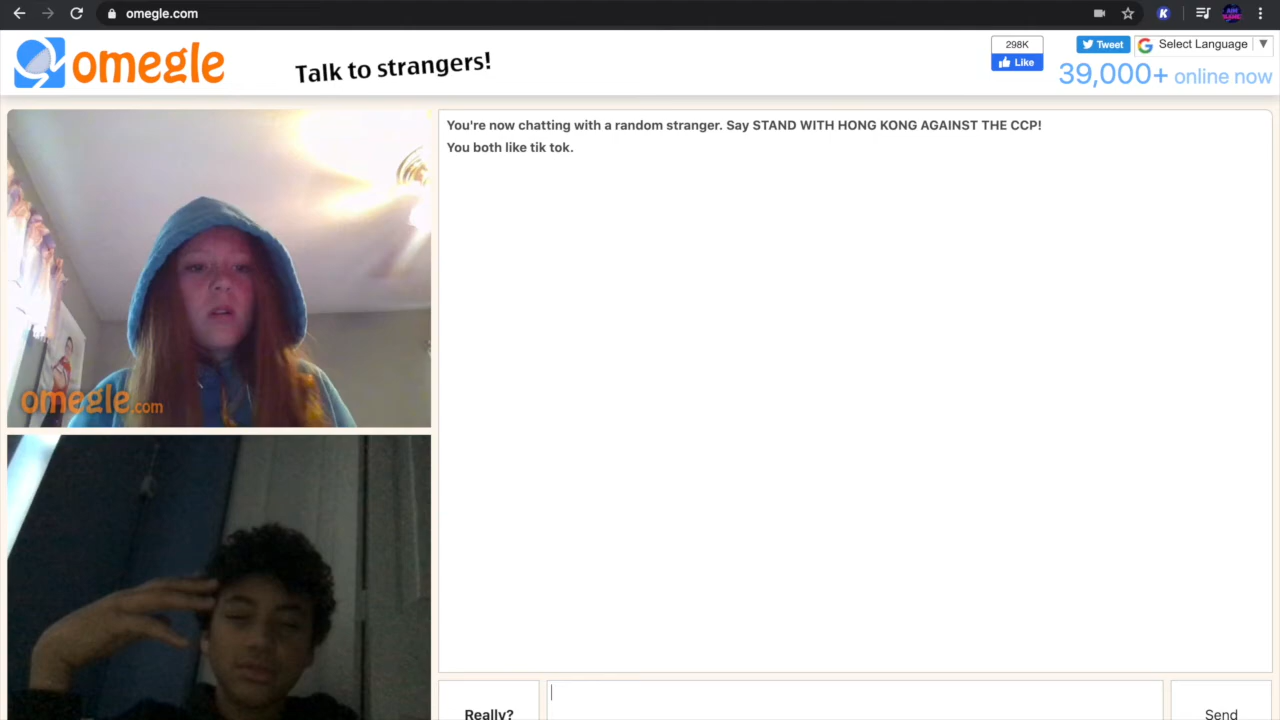 omegle.com
omegle
Talk to strangers!
298K
Like
Tweet
Select Language
39,000+ online now
You're now chatting with a random stranger. Say STAND WITH HONG KONG AGAINST THE CCP!
You both like tik tok.
omegle.com
Really?
Send